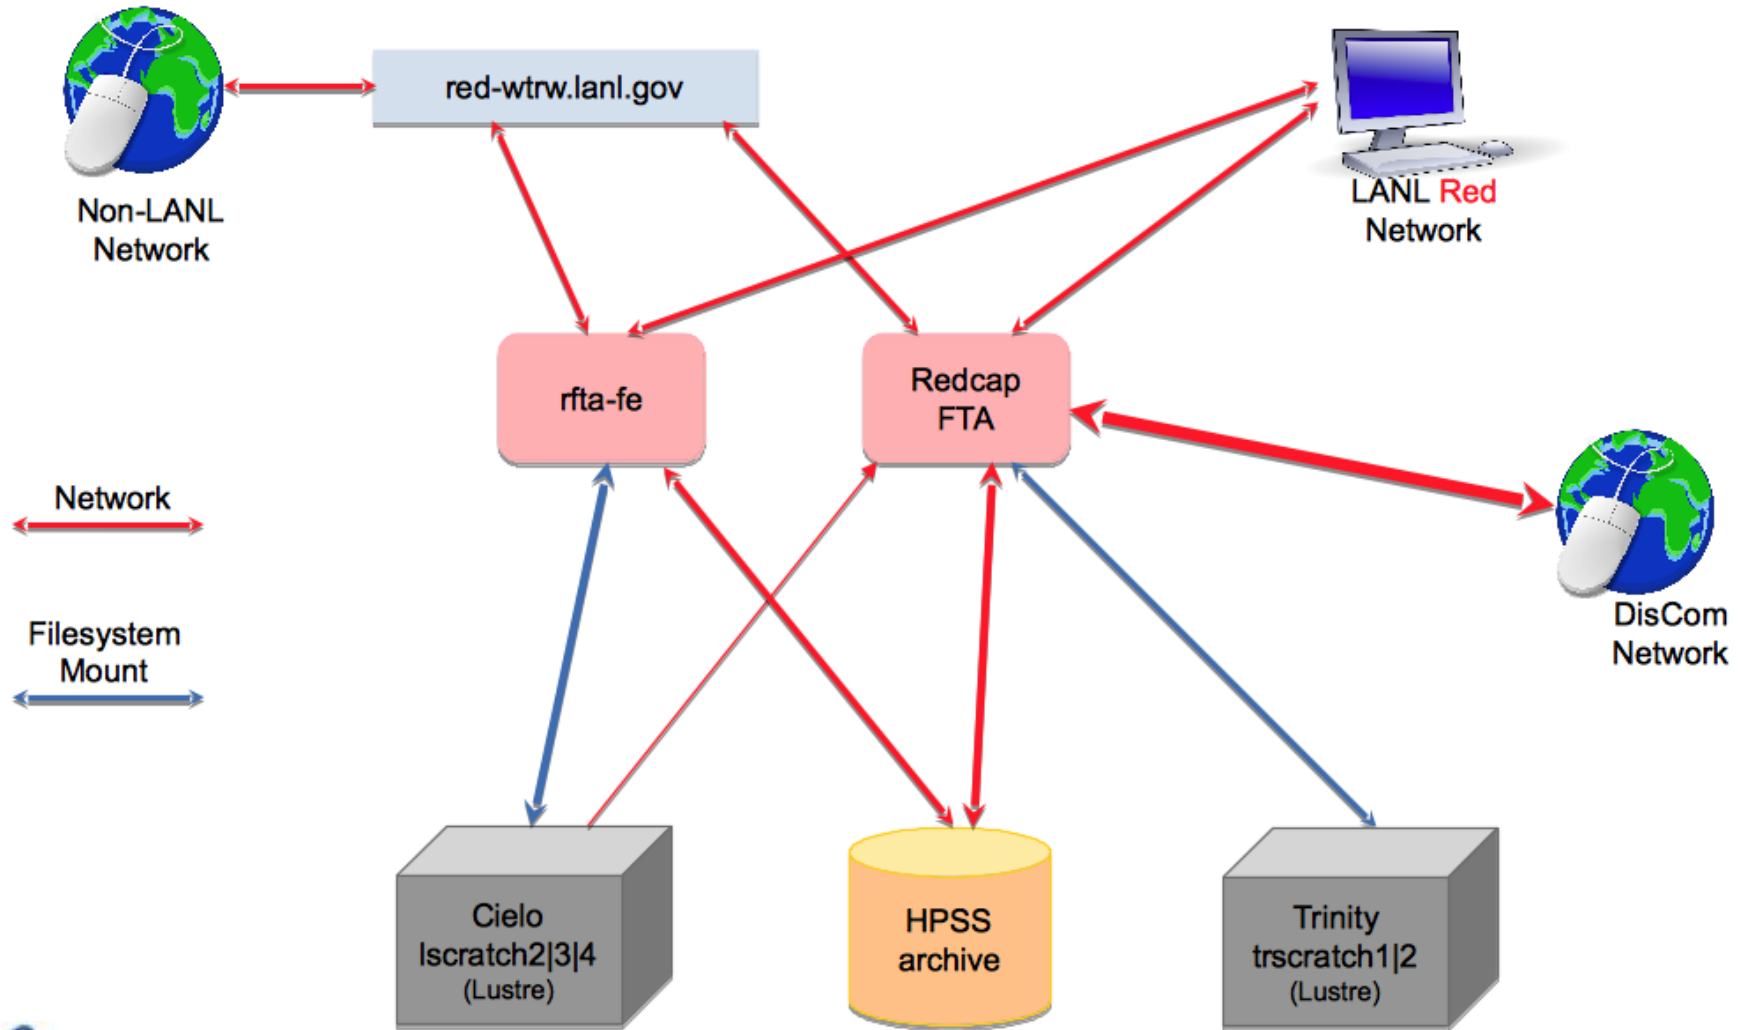 red-wtrw.lanl.gov
Non-LANL
Network
LANL Red
Network
rfta-fe
Redcap
FTA
Network
Filesystem
Mount
DisCom
Network
Cielo
lscratch2|3|4
(Lustre)
HPSS
archive
Trinity
trscratch1|2
(Lustre)